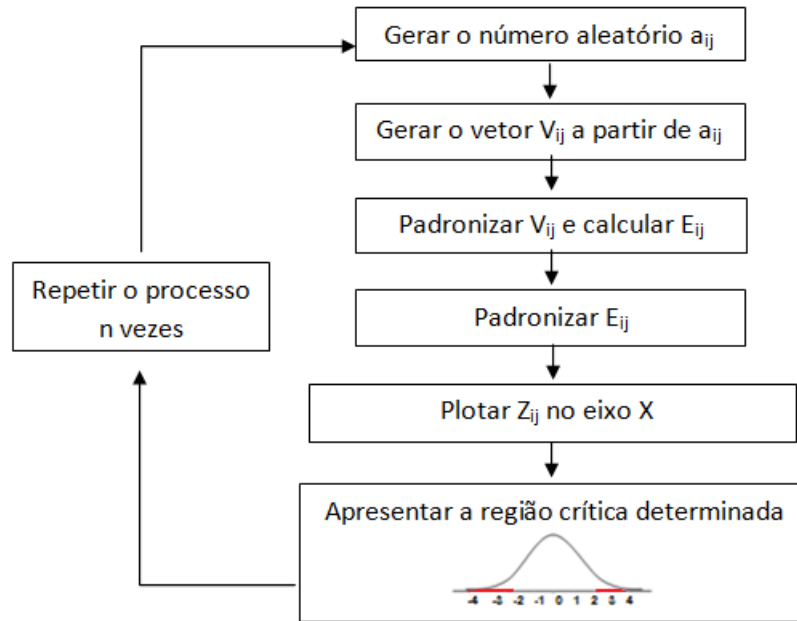 Gerar o número aleatório aᵢⱼ
Gerar o vetor Vᵢⱼ a partir de aᵢⱼ
Padronizar Vᵢⱼ e calcular Eᵢⱼ
Repetir o processo
n vezes
Padronizar Eᵢⱼ
Plotar Zᵢⱼ no eixo X
Apresentar a região crítica determinada
-4 -3 -2 -1 0 1 2 3 4